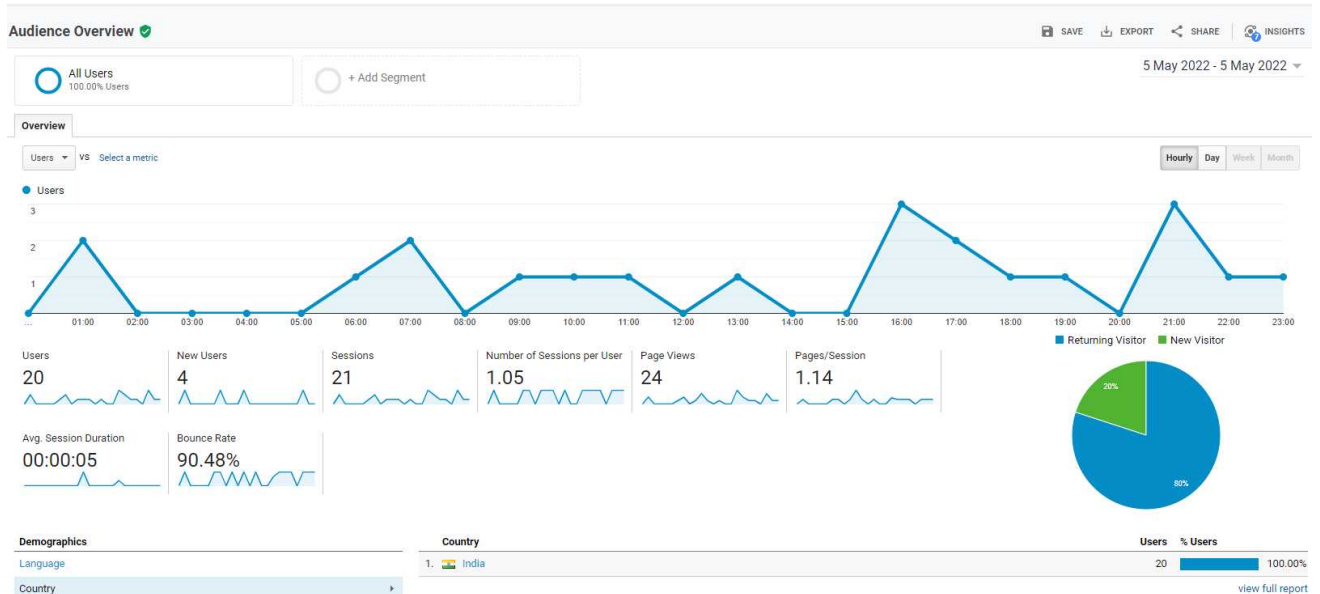 Audience Overview
SAVE EXPORT SHARE 7 INSIGHTS
All Users
100.00% Users
+ Add Segment
5 May 2022 - 5 May 2022
Overview
Users VS Select a metric
Hourly Day Week Month
Users
3
2
1
... 01:00 02:00 03:00 04:00 05:00 06:00 07:00 08:00 09:00 10:00 11:00 12:00 13:00 14:00 15:00 16:00 17:00 18:00 19:00 20:00 21:00 22:00 23:00
Returning Visitor New Visitor
Users New Users Sessions Number of Sessions per User Page Views Pages/Session
20 4 21 1.05 24 1.14
20%
80%
Avg. Session Duration Bounce Rate
00:00:05 90.48%
Demographics
Language
Country
Country Users % Users
1. India 20 100.00%
view full report